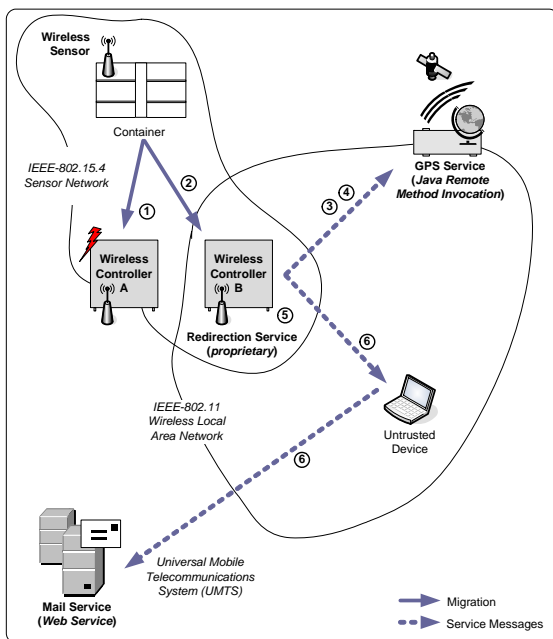 Wireless
Sensor
Container
IEEE-802.15.4
Sensor Network
1
2
3
4
GPS Service
(Java Remote
Method Invocation)
Wireless
Controller
A
Wireless
Controller
B
5
Redirection Service
(proprietary)
6
IEEE-802.11
Wireless Local
Area Network
Untrusted
Device
6
Universal Mobile
Telecommunications
System (UMTS)
Mail Service
(Web Service)
Migration
Service Messages